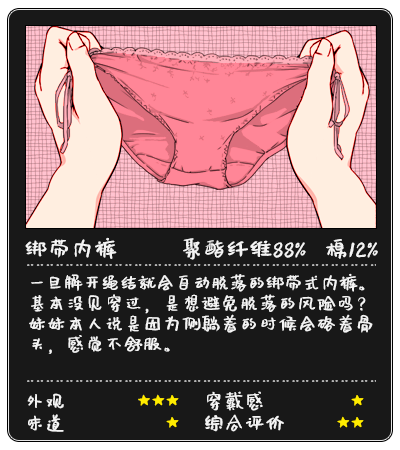 绑带内裤 聚酯纤维88% 棉12%
一旦解开绳结就会自动脱落的绑带式内裤。
基本没见穿过，是想避免脱落的风险吗？
妹妹本人说是因为侧躺着的时候会硌着骨
头，感觉不舒服。
外观 ★★★ 穿戴感 ★
味道 ★ 综合评价 ★★